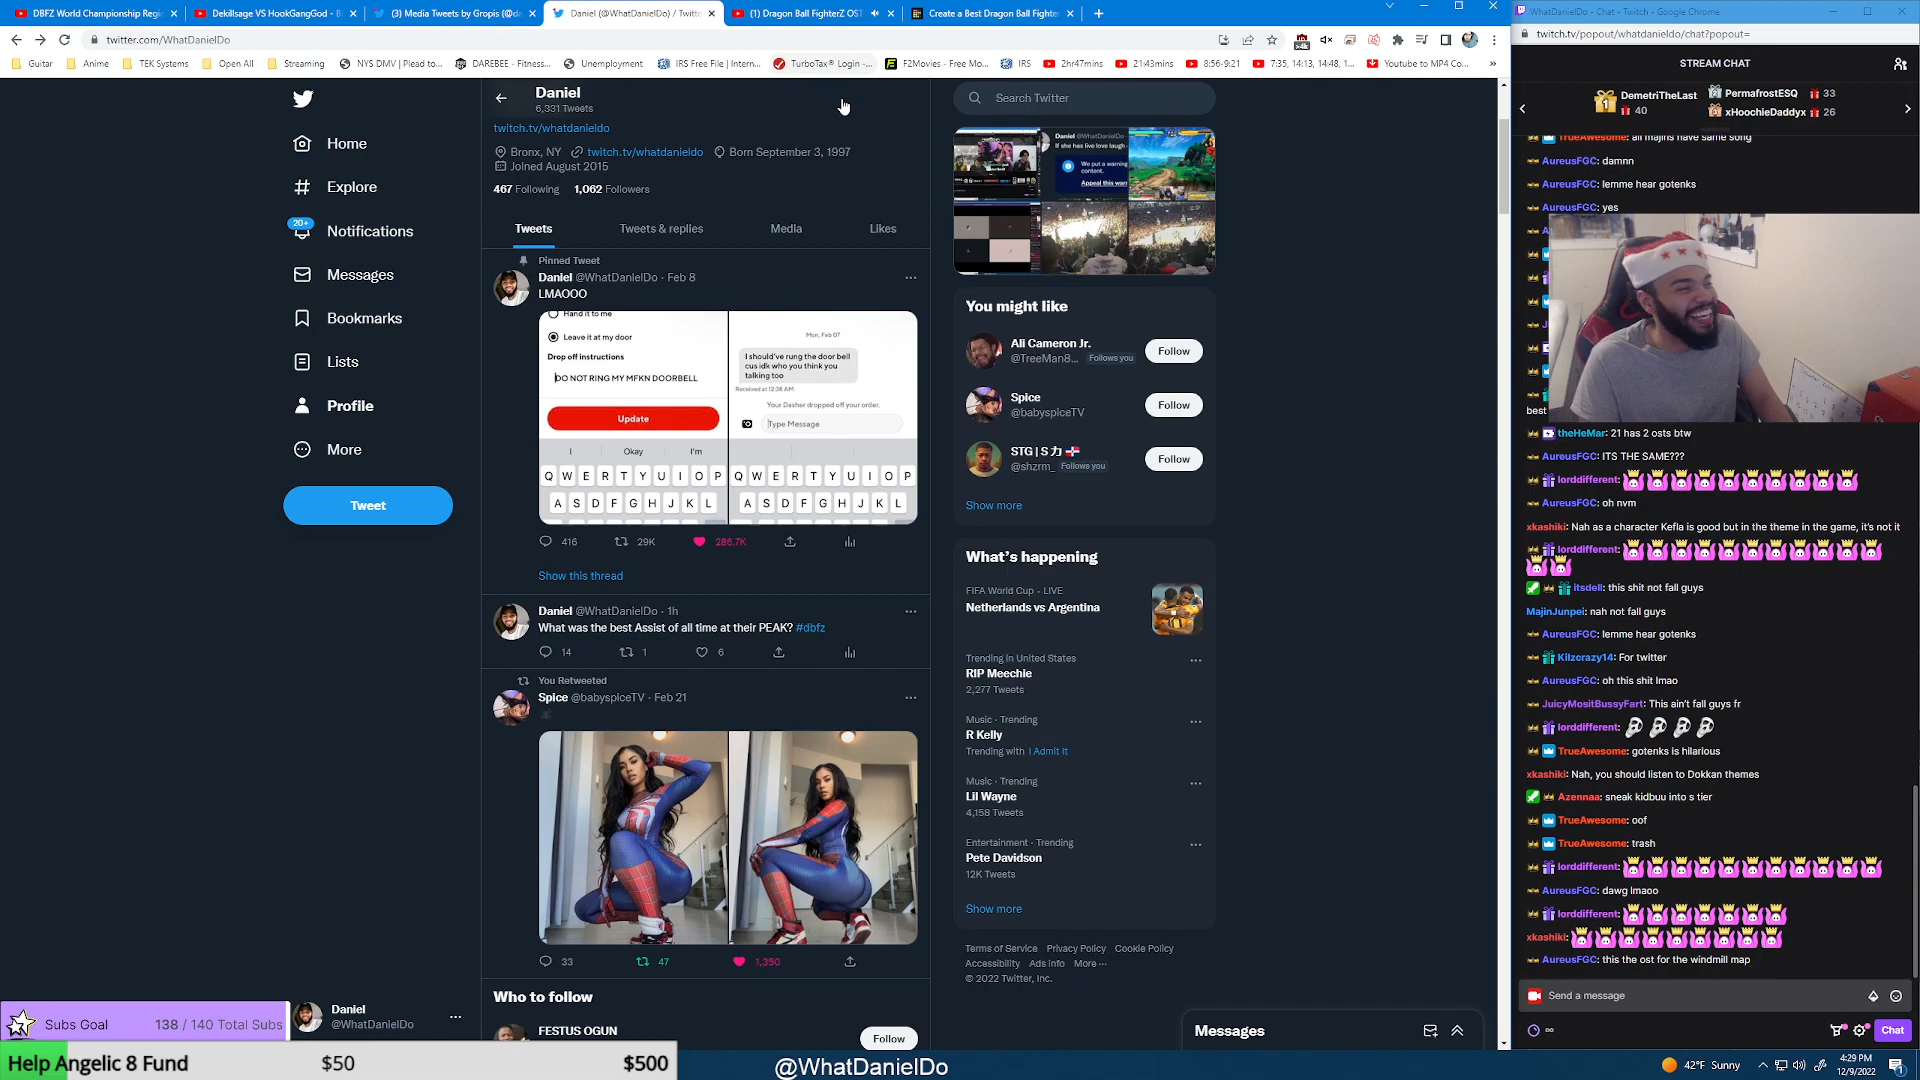 DBFZ World Championship Regi
Dekillsage VS HookGangGod - B
(3) Media Tweets by Gropis (@da
Daniel (@WhatDanielDo) / Twitte
(1) Dragon Ball FighterZ OST
Create a Best Dragon Ball Fighte
WhatDanielDo - Chat - Twitch - Google Chrome
twitter.com/WhatDanielDo
twitch.tv/popout/whatdanieldo/chat?popout=
Guitar
Anime
TEK Systems
Open All
Streaming
NYS DMV | Plead to...
DAREBEE - Fitness...
Unemployment
IRS Free File | Intern...
TurboTax® Login -...
F2Movies - Free Mo...
IRS
2hr47mins
21:43mins
8:56-9:21
7:35, 14:13, 14:48, 1...
Youtube to MP4 Co...
Home
Explore
20+
Notifications
Messages
Bookmarks
Lists
Profile
More
Tweet
Daniel
6,331 Tweets
twitch.tv/whatdanieldo
Bronx, NY twitch.tv/whatdanieldo Born September 3, 1997
Joined August 2015
467 Following 1,062 Followers
Tweets Tweets & replies Media Likes
Pinned Tweet
Daniel @WhatDanielDo · Feb 8
LMAOOO
Hand it to me
Leave it at my door
Drop off instructions
DO NOT RING MY MFKN DOORBELL
Update
I Okay I'm
Q W E R T Y U I O P
A S D F G H J K L
Mon, Feb 07
I should've rung the door bell
cus idk who you think you
talking too
Received at 12:38 AM
Your Dasher dropped off your order.
Type Message
Q W E R T Y U I O P
A S D F G H J K L
416 29K 286.7K
Show this thread
Daniel @WhatDanielDo · 1h
What was the best Assist of all time at their PEAK? #dbfz
14 1 6
You Retweeted
Spice @babyspiceTV · Feb 21
33 47 1,350
Who to follow
FESTUS OGUN
Follow
Search Twitter
Daniel @WhatDanielDo
If she has live love laugh
We put a warning
content.
Appeal this warn
You might like
Ali Cameron Jr.
@TreeMan8... Follows you
Follow
Spice
@babyspiceTV
Follow
STG | S力
@shzrm_ Follows you
Follow
Show more
What's happening
FIFA World Cup · LIVE
Netherlands vs Argentina
Trending in United States
RIP Meechie
2,277 Tweets
Music · Trending
R Kelly
Trending with I Admit It
Music · Trending
Lil Wayne
4,158 Tweets
Entertainment · Trending
Pete Davidson
12K Tweets
Show more
Terms of Service Privacy Policy Cookie Policy
Accessibility Ads info More ···
© 2022 Twitter, Inc.
Messages
STREAM CHAT
1 DemetriTheLast
40
PermafrostESQ 33
xHoochieDaddyx 26
TrueAwesome: all majins have same song
AureusFGC: damnn
AureusFGC: lemme hear gotenks
AureusFGC: yes
best
theHeMar: 21 has 2 osts btw
AureusFGC: ITS THE SAME???
lorddifferent:
AureusFGC: oh nvm
xkashiki: Nah as a character Kefla is good but in the theme in the game, it's not it
lorddifferent:
itsdell: this shit not fall guys
MajinJunpei: nah not fall guys
AureusFGC: lemme hear gotenks
Kilzcrazy14: For twitter
AureusFGC: oh this shit lmao
JuicyMositBussyFart: This ain't fall guys fr
lorddifferent:
TrueAwesome: gotenks is hilarious
xkashiki: Nah, you should listen to Dokkan themes
Azennaa: sneak kidbuu into s tier
TrueAwesome: oof
TrueAwesome: trash
lorddifferent:
AureusFGC: dawg lmaoo
lorddifferent:
xkashiki:
AureusFGC: this the ost for the windmill map
Send a message
Chat
Subs Goal 138 / 140 Total Subs
Daniel
@WhatDanielDo
Help Angelic 8 Fund $50 $500
@WhatDanielDo
42°F Sunny
4:29 PM
12/9/2022